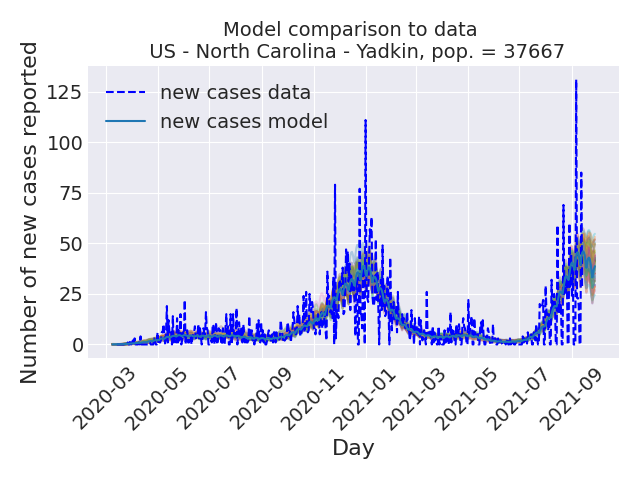 Model comparison to data
US - North Carolina - Yadkin, pop. = 37667
Number of new cases reported
new cases data
new cases model
125
100
75
50
25
0
2020-03
2020-05
2020-07
2020-09
2020-11
2021-01
2021-03
2021-05
2021-07
2021-09
Day